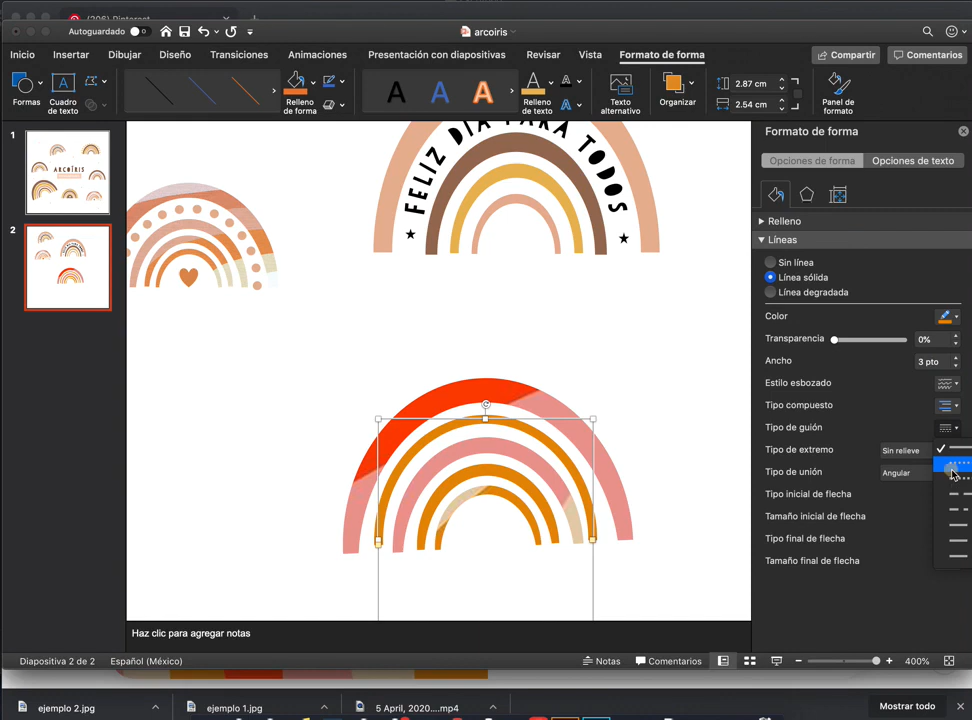 (206) Pinterest
Autoguardado
arcoiris
Inicio Insertar Dibujar Diseño Transiciones Animaciones Presentación con diapositivas Revisar Vista Formato de forma Compartir Comentarios
Formas
Cuadro de texto
A A A
Relleno de forma
Relleno de texto
Texto alternativo
Organizar
2.87 cm
2.54 cm
Panel de formato
1
ARCOÍRIS
2
FELIZ DÍA PARA TODOS
Formato de forma
Opciones de forma Opciones de texto
Relleno
Líneas
Sin línea
Línea sólida
Línea degradada
Color
Transparencia 0%
Ancho 3 pto
Estilo esbozado
Tipo compuesto
Tipo de guión
Tipo de extremo Sin relieve
Tipo de unión Angular
Tipo inicial de flecha
Tamaño inicial de flecha
Tipo final de flecha
Tamaño final de flecha
Haz clic para agregar notas
Diapositiva 2 de 2 Español (México) Notas Comentarios 400%
ejemplo 2.jpg ejemplo 1.jpg 5 April, 2020....mp4 Mostrar todo